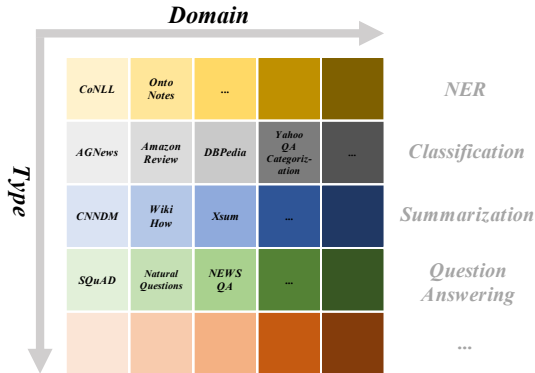 Domain
Type
CoNLL
Onto
Notes
...
NER
AGNews
Amazon
Review
DBPedia
Yahoo
QA
Categoriz-
ation
...
Classification
CNNDM
Wiki
How
Xsum
...
Summarization
SQuAD
Natural
Questions
NEWS
QA
...
Question
Answering
...